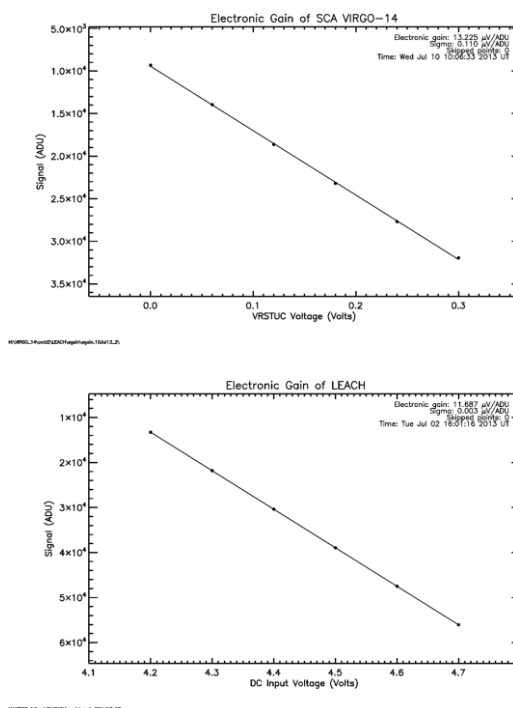 Electronic Gain of SCA VIRGO-14
Electronic gain: 13.225 μV/ADU
Sigma: 0.110 μV/ADU
Skipped points: 0
Time: Wed Jul 10 10:06:33 2013 UT
5.0×10³
1.0×10⁴
1.5×10⁴
2.0×10⁴
2.5×10⁴
3.0×10⁴
3.5×10⁴
Signal (ADU)
0.0 0.1 0.2 0.3
VRSTUC Voltage (Volts)
Electronic Gain of LEACH
Electronic gain: 11.687 μV/ADU
Sigma: 0.003 μV/ADU
Skipped points: 0
Time: Tue Jul 02 16:01:16 2013 UT
1×10⁴
2×10⁴
3×10⁴
4×10⁴
5×10⁴
6×10⁴
Signal (ADU)
4.1 4.2 4.3 4.4 4.5 4.6 4.7
DC Input Voltage (Volts)